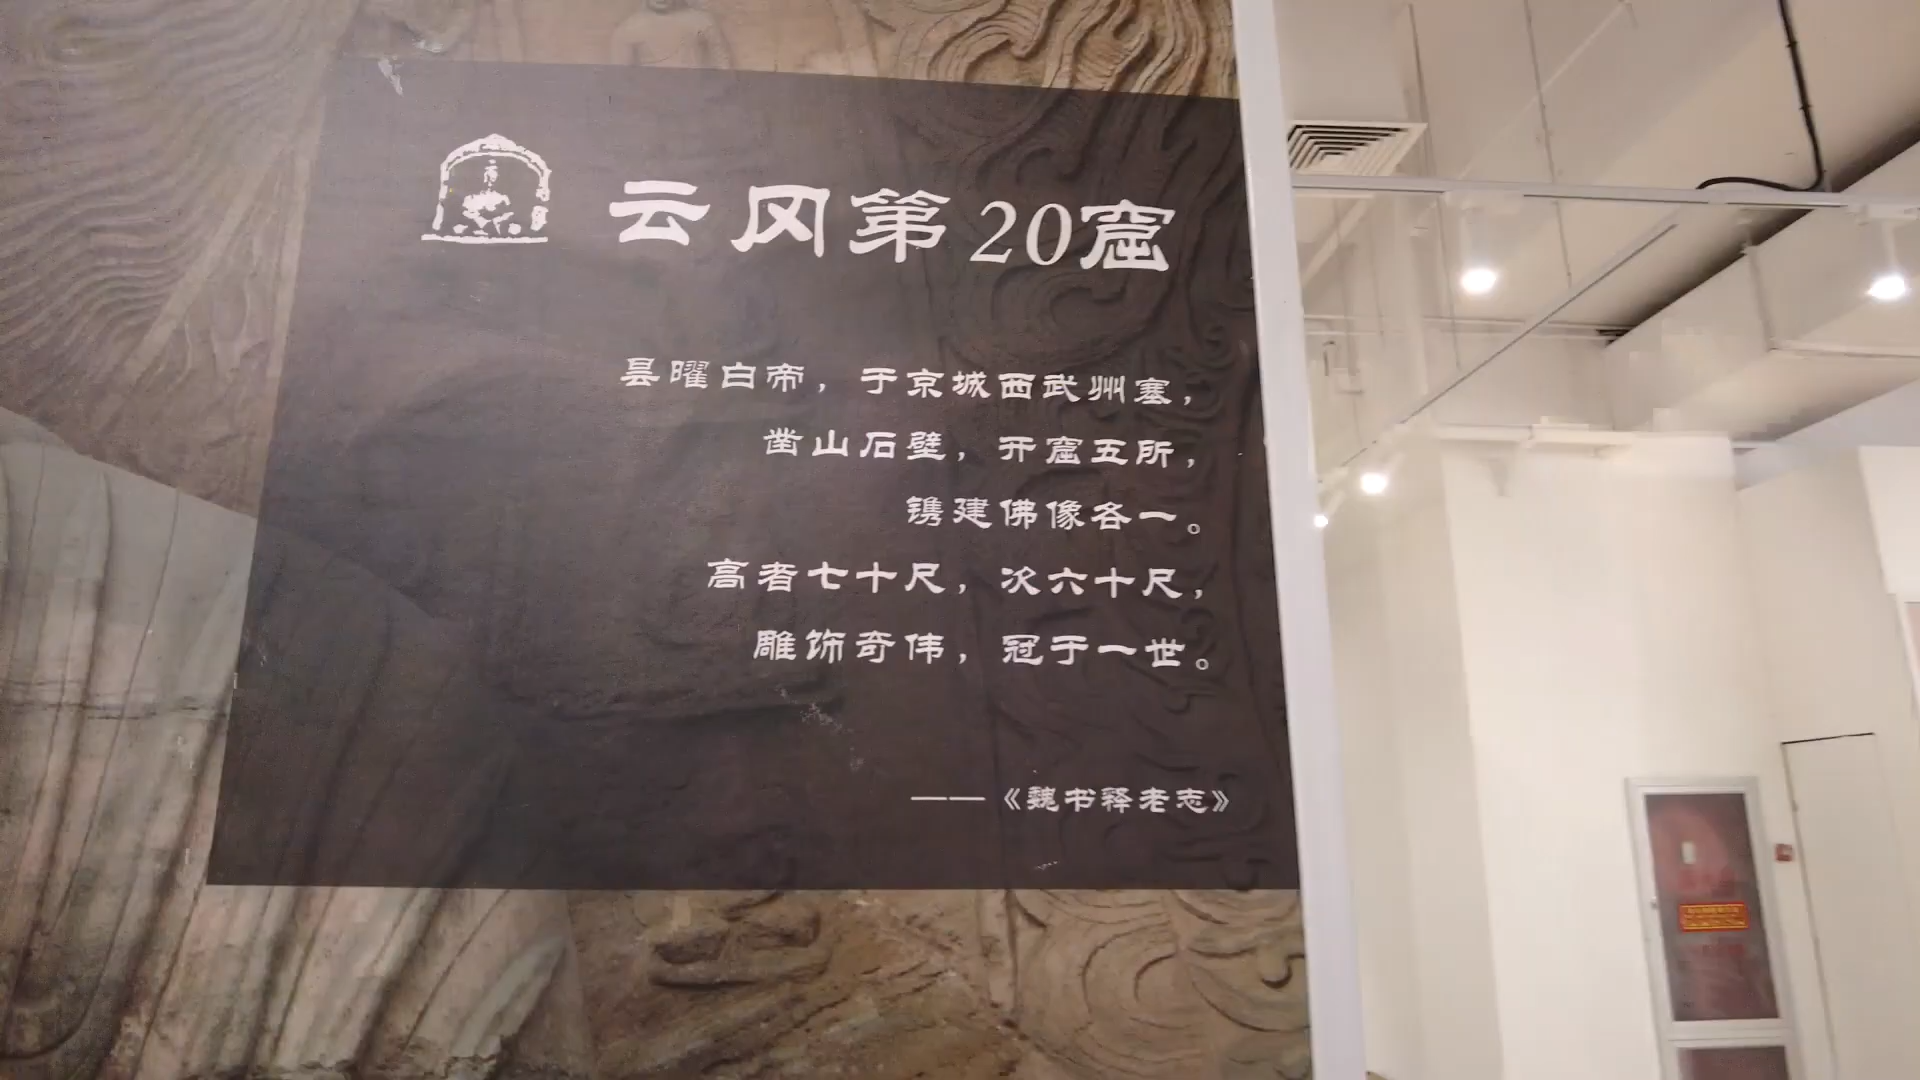 云冈第20窟
昙曜白帝，于京城西武州塞，
凿山石壁，开窟五所，
镌建佛像各一。
高者七十尺，次六十尺，
雕饰奇伟，冠于一世。
——《魏书释老志》